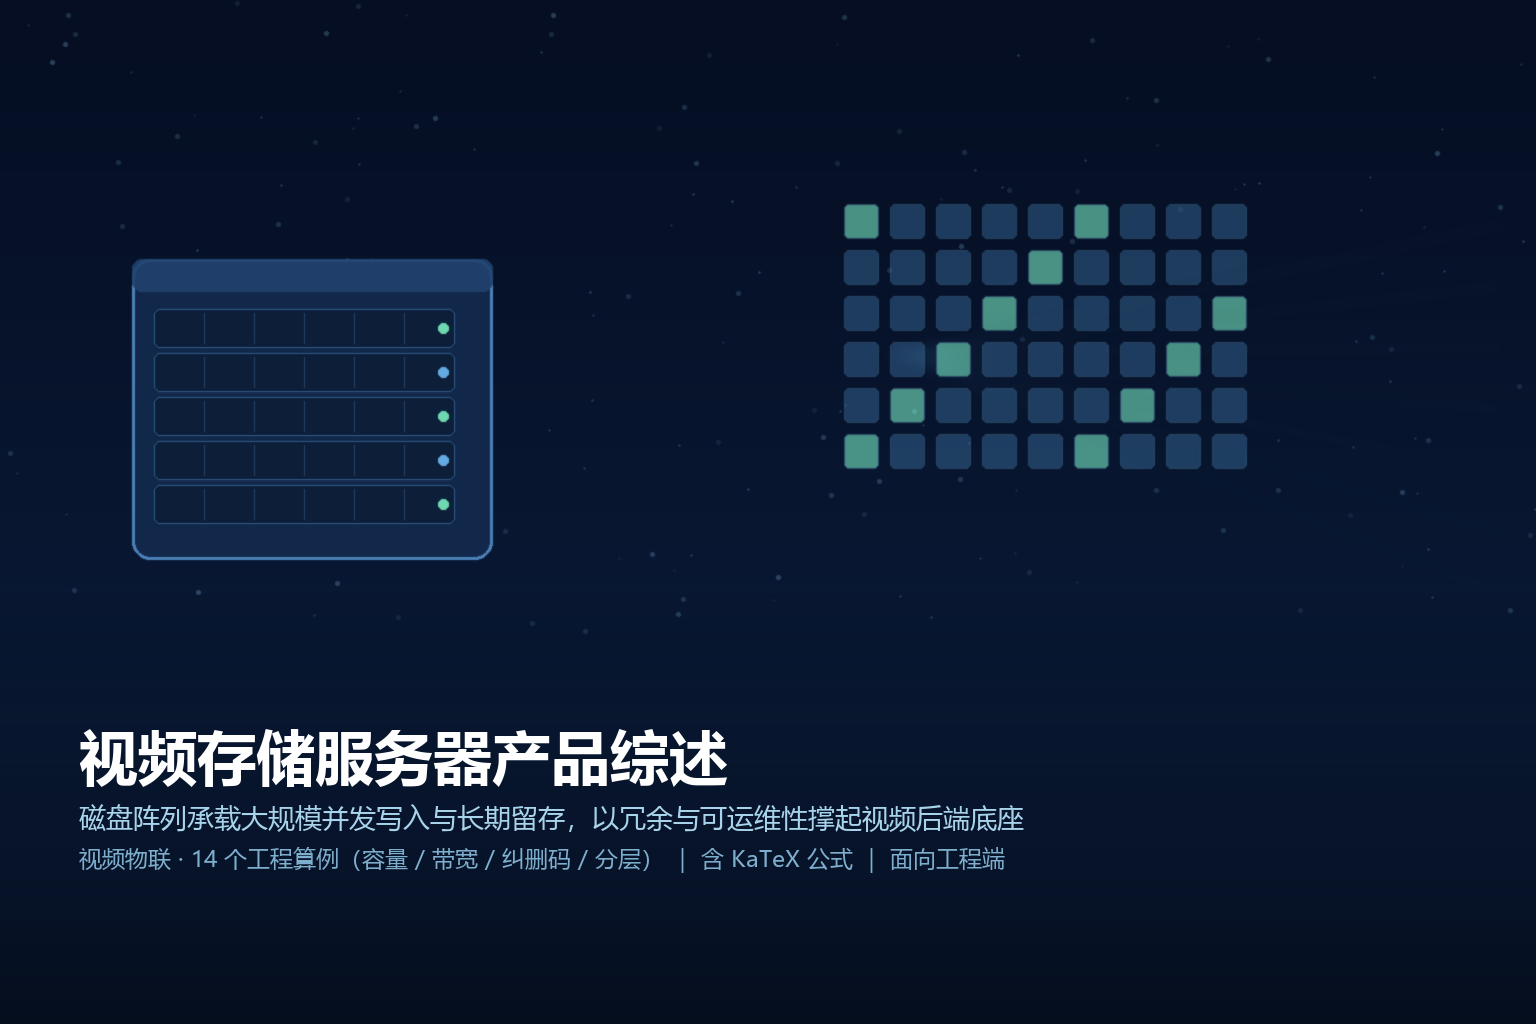 视频存储服务器产品综述
磁盘阵列承载大规模并发写入与长期留存，以冗余与可运维性撑起视频后端底座
视频物联 · 14 个工程算例（容量 / 带宽 / 纠删码 / 分层） ｜ 含 KaTeX 公式 ｜ 面向工程端